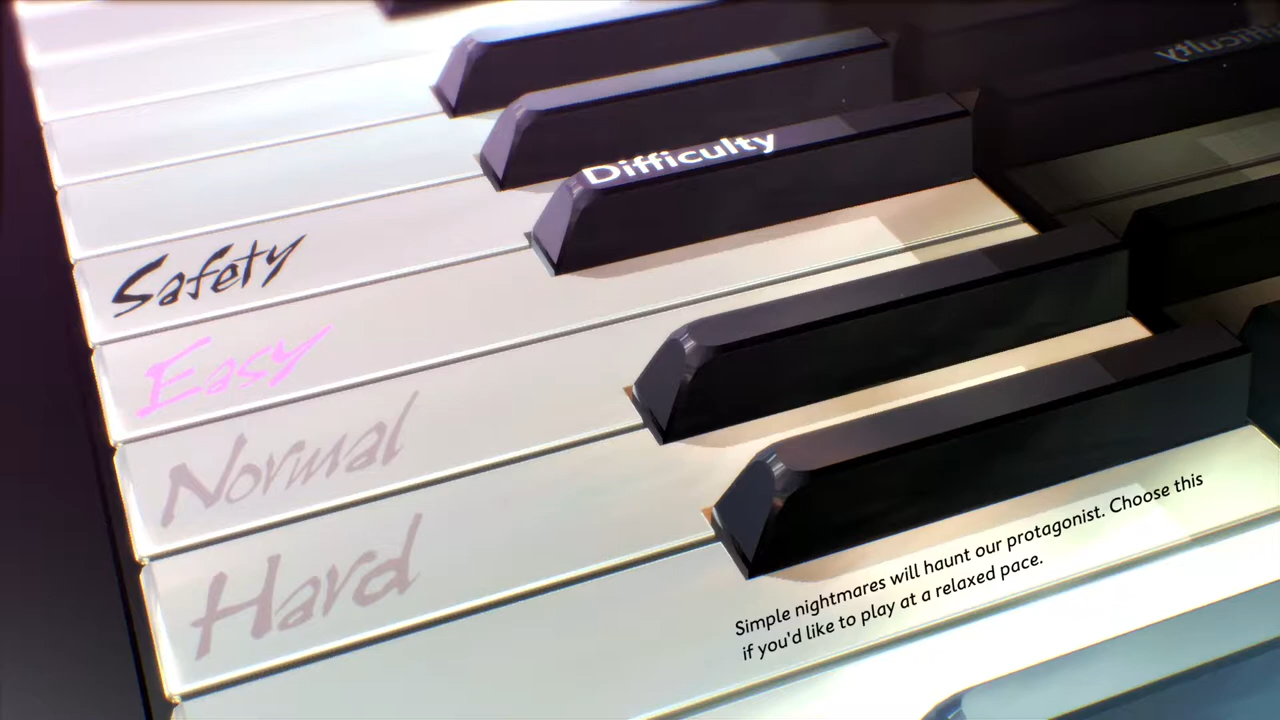 Difficulty
Difficulty
Safety
Easy
Normal
Hard
Simple nightmares will haunt our protagonist. Choose this
if you'd like to play at a relaxed pace.